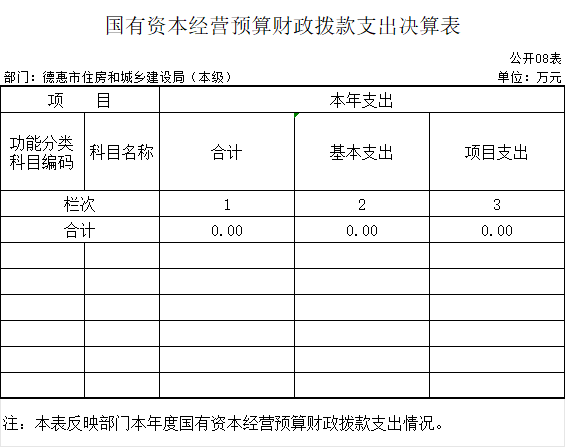 国有资本经营预算财政拨款支出决算表
公开08表
部门：德惠市住房和城乡建设局（本级） 单位：万元
项 目 本年支出
功能分类
科目编码 科目名称 合计 基本支出 项目支出
栏次 1 2 3
合计 0.00 0.00 0.00
注：本表反映部门本年度国有资本经营预算财政拨款支出情况。